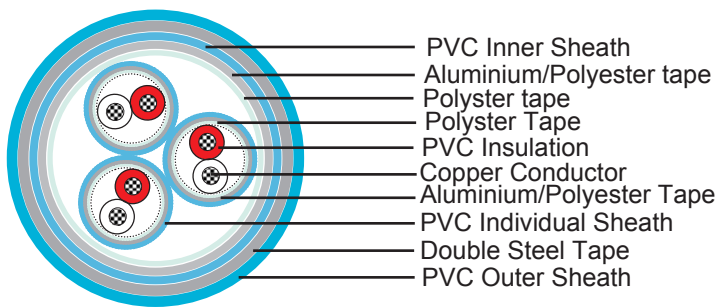 PVC Inner Sheath
Aluminium/Polyester tape
Polyster tape
Polyster Tape
PVC Insulation
Copper Conductor
Aluminium/Polyester Tape
PVC Individual Sheath
Double Steel Tape
PVC Outer Sheath